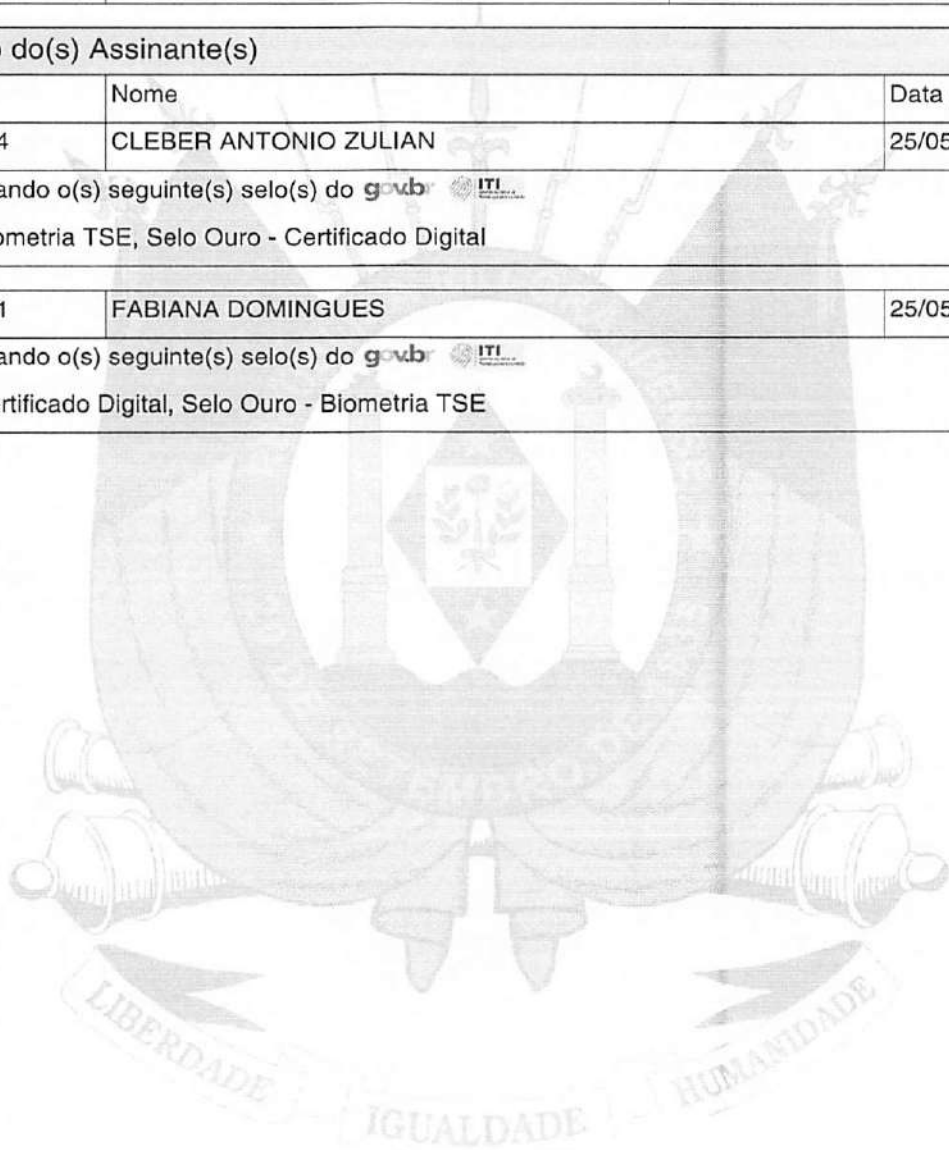 do(s) Assinante(s)
Nome
Data
4
CLEBER ANTONIO ZULIAN
25/05
ando o(s) seguinte(s) selo(s) do gov.br ITI
ometria TSE, Selo Ouro - Certificado Digital
1
FABIANA DOMINGUES
25/05
ando o(s) seguinte(s) selo(s) do gov.br ITI
rtificado Digital, Selo Ouro - Biometria TSE
LIBERDADE
IGUALDADE
HUMANIDADE